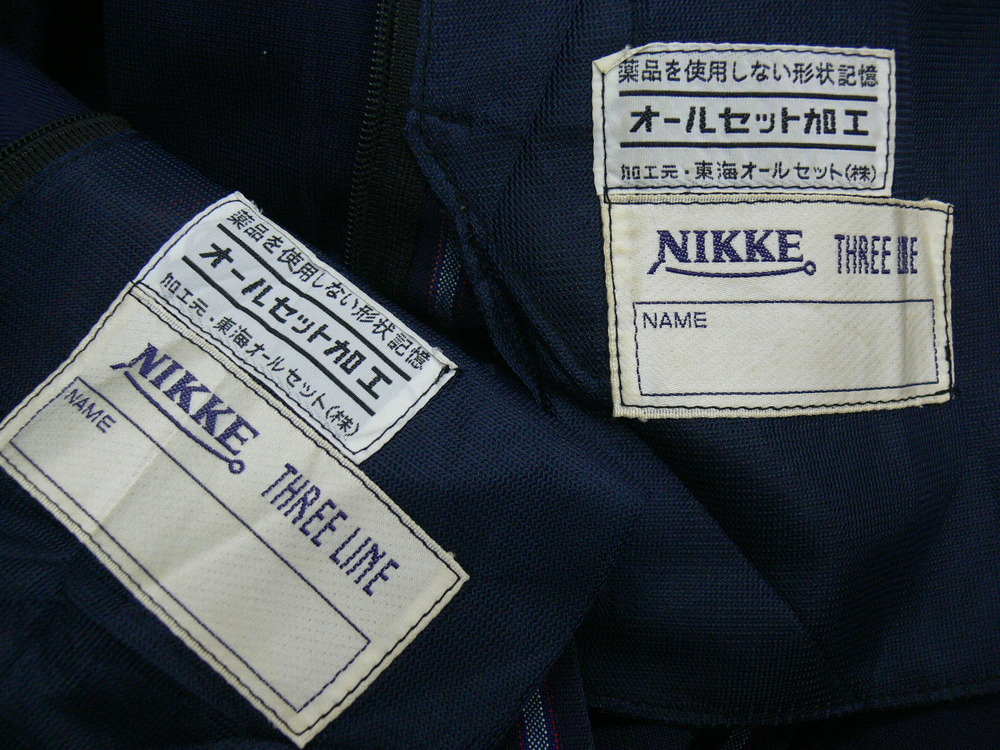 薬品を使用しない形状記憶
オールセット加工
加工元・東海オールセット(株)
NIKKE THREE LINE
NAME
薬品を使用しない形状記憶
オールセット加工
加工元・東海オールセット(株)
NIKKE THREE LINE
NAME